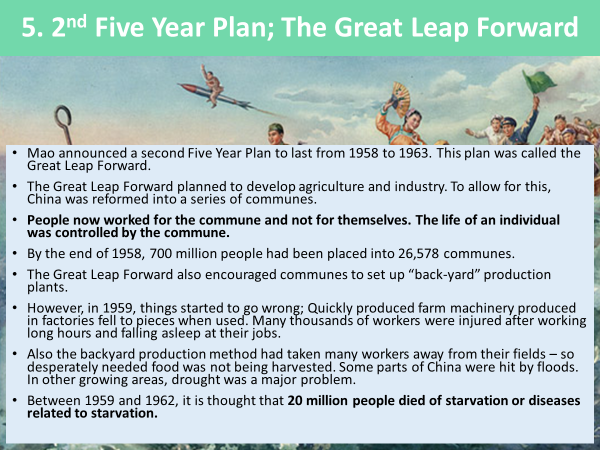 5. 2nd Five Year Plan; The Great Leap Forward
• Mao announced a second Five Year Plan to last from 1958 to 1963. This plan was called the
Great Leap Forward.
• The Great Leap Forward planned to develop agriculture and industry. To allow for this,
China was reformed into a series of communes.
• People now worked for the commune and not for themselves. The life of an individual
was controlled by the commune.
• By the end of 1958, 700 million people had been placed into 26,578 communes.
• The Great Leap Forward also encouraged communes to set up “back-yard” production
plants.
• However, in 1959, things started to go wrong; Quickly produced farm machinery produced
in factories fell to pieces when used. Many thousands of workers were injured after working
long hours and falling asleep at their jobs.
• Also the backyard production method had taken many workers away from their fields – so
desperately needed food was not being harvested. Some parts of China were hit by floods.
In other growing areas, drought was a major problem.
• Between 1959 and 1962, it is thought that 20 million people died of starvation or diseases
related to starvation.